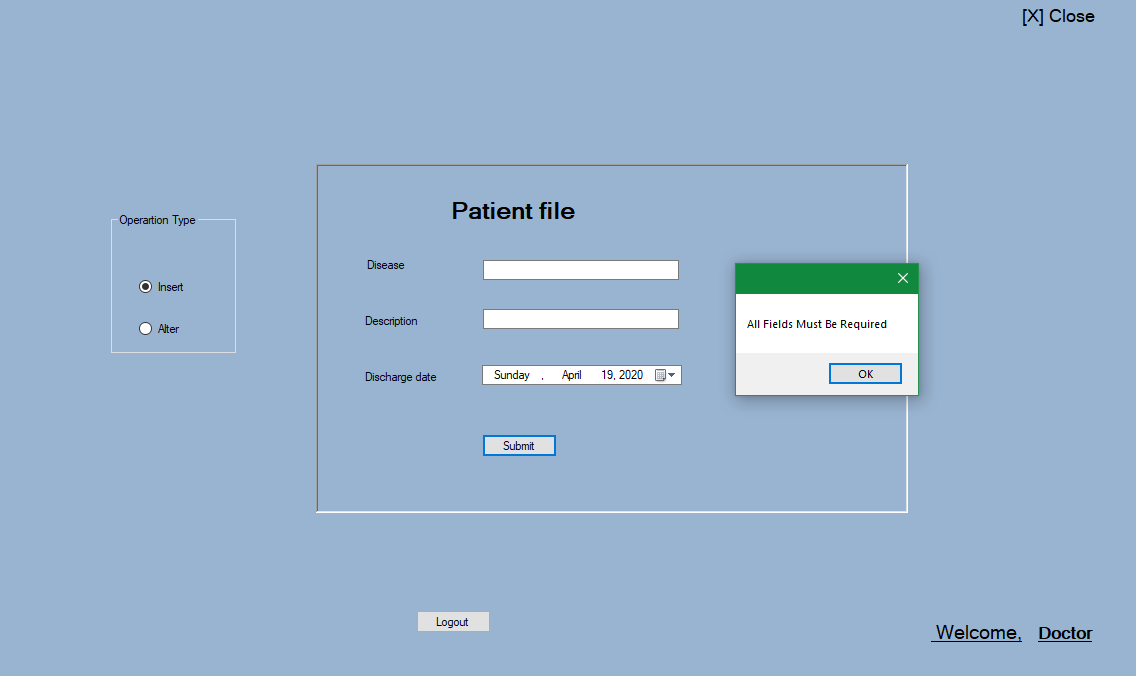 [X] Close
Patient file
Operartion Type
Disease
Insert
All Fields Must Be Required
Description
Alter
Discharge date
Sunday , April 19, 2020
OK
Submit
Logout
Welcome, Doctor